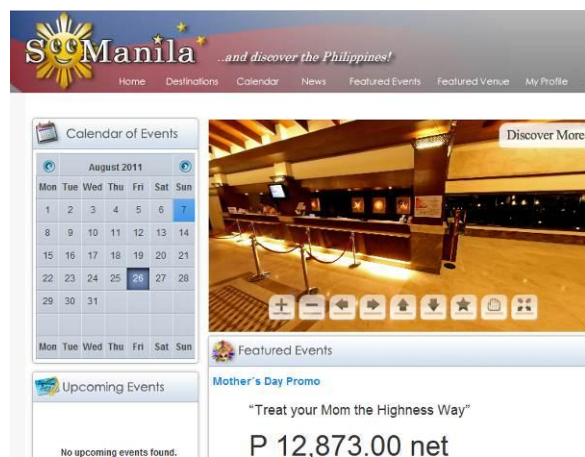 SeeManila
...and discover the Philippines!
Home Destinations Calendar News Featured Events Featured Venue My Profile
Calendar of Events
August 2011
Mon Tue Wed Thu Fri Sat Sun
1 2 3 4 5 6 7
8 9 10 11 12 13 14
15 16 17 18 19 20 21
22 23 24 25 26 27 28
29 30 31
Mon Tue Wed Thu Fri Sat Sun
Discover More
Featured Events
Mother´s Day Promo
“Treat your Mom the Highness Way”
P 12,873.00 net
Upcoming Events
No upcoming events found.